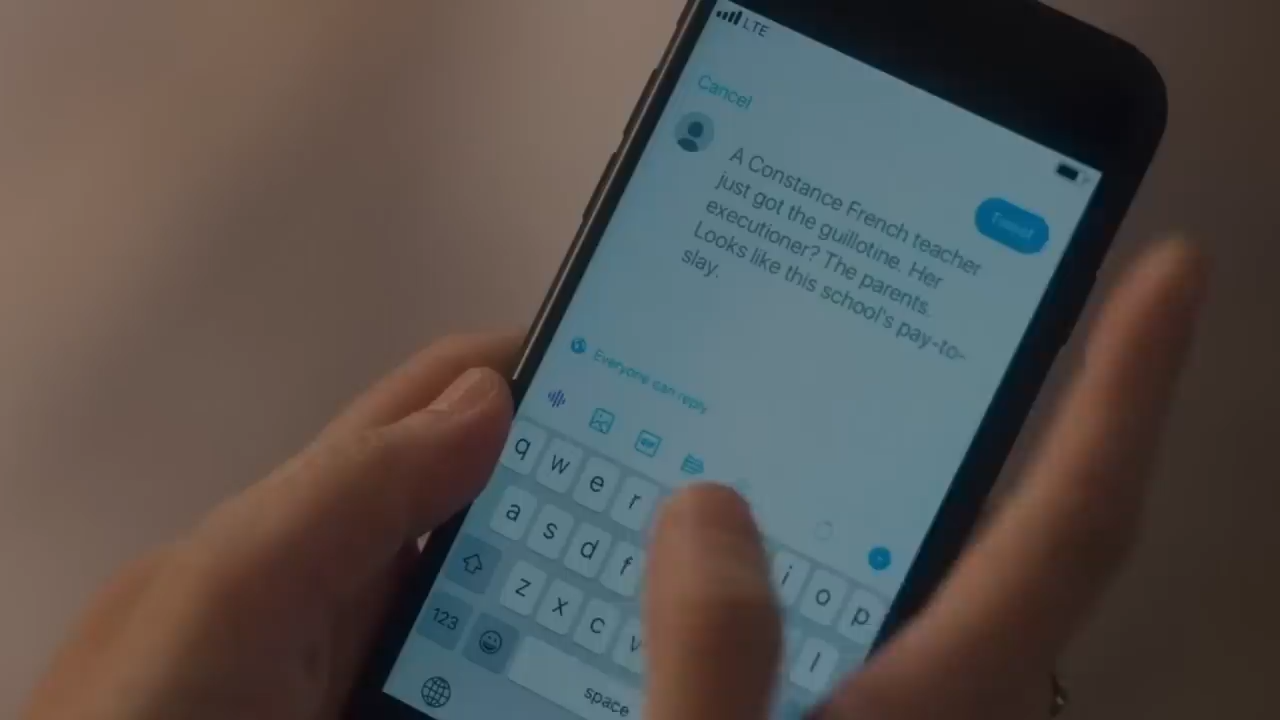 LTE
Cancel
Tweet
A Constance French teacher
just got the guillotine. Her
executioner? The parents.
Looks like this school's pay-to-
slay.
Everyone can reply
GIF
q w e r i o p
a s d f l
z x c v
123
space